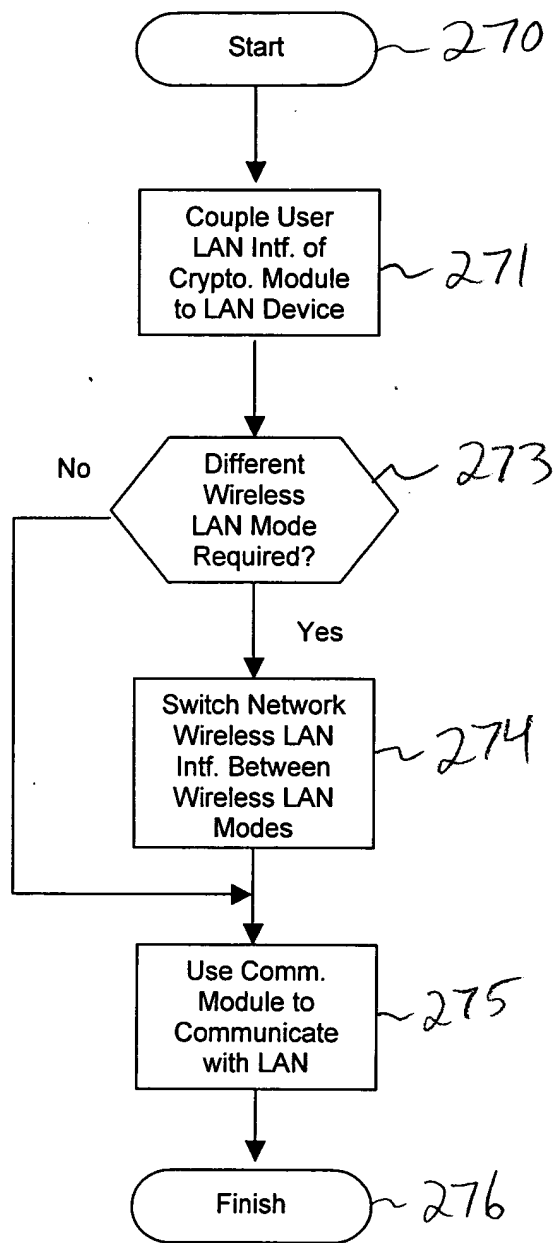 Start
270
Couple User
LAN Intf. of
Crypto. Module
to LAN Device
271
No
Different
Wireless
LAN Mode
Required?
273
Yes
Switch Network
Wireless LAN
Intf. Between
Wireless LAN
Modes
274
Use Comm.
Module to
Communicate
with LAN
275
Finish
276